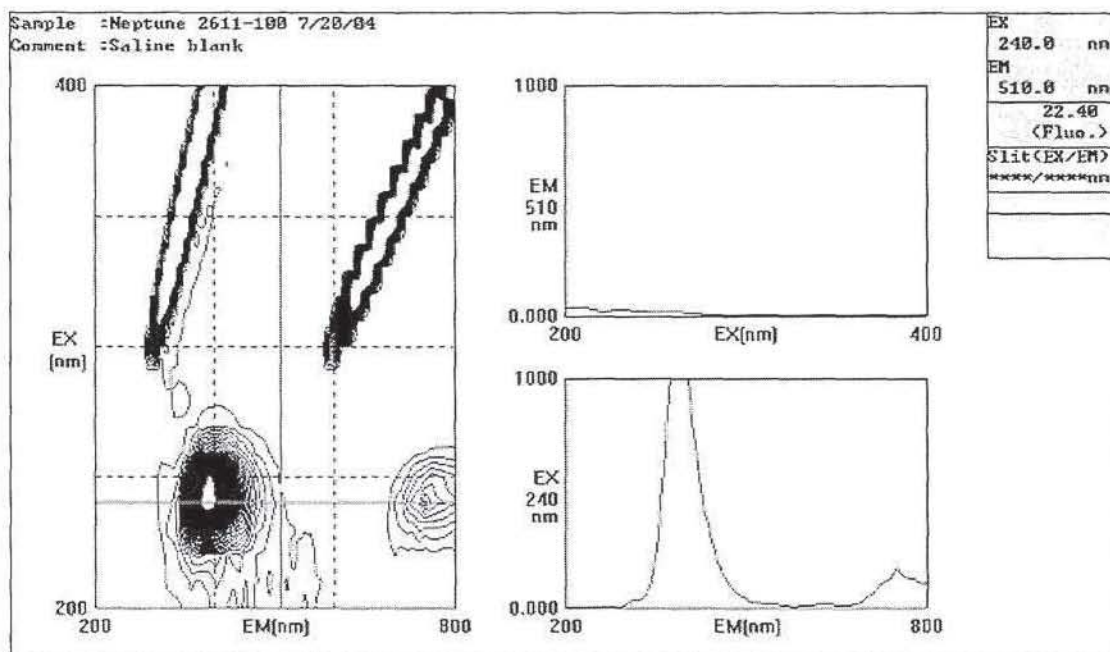 Sample :Neptune 2611-100 7/20/04
Comment :Saline blank
EX
240.0 nm
EM
510.0 nm
22.40
(Fluo.)
Slit(EX/EM)
****/****nm
400
EX
[nm]
200
200
EM[nm]
800
1000
EM
510
nm
0.000
200
EX[nm]
400
1000
EX
240
nm
0.000
200
EM[nm]
800